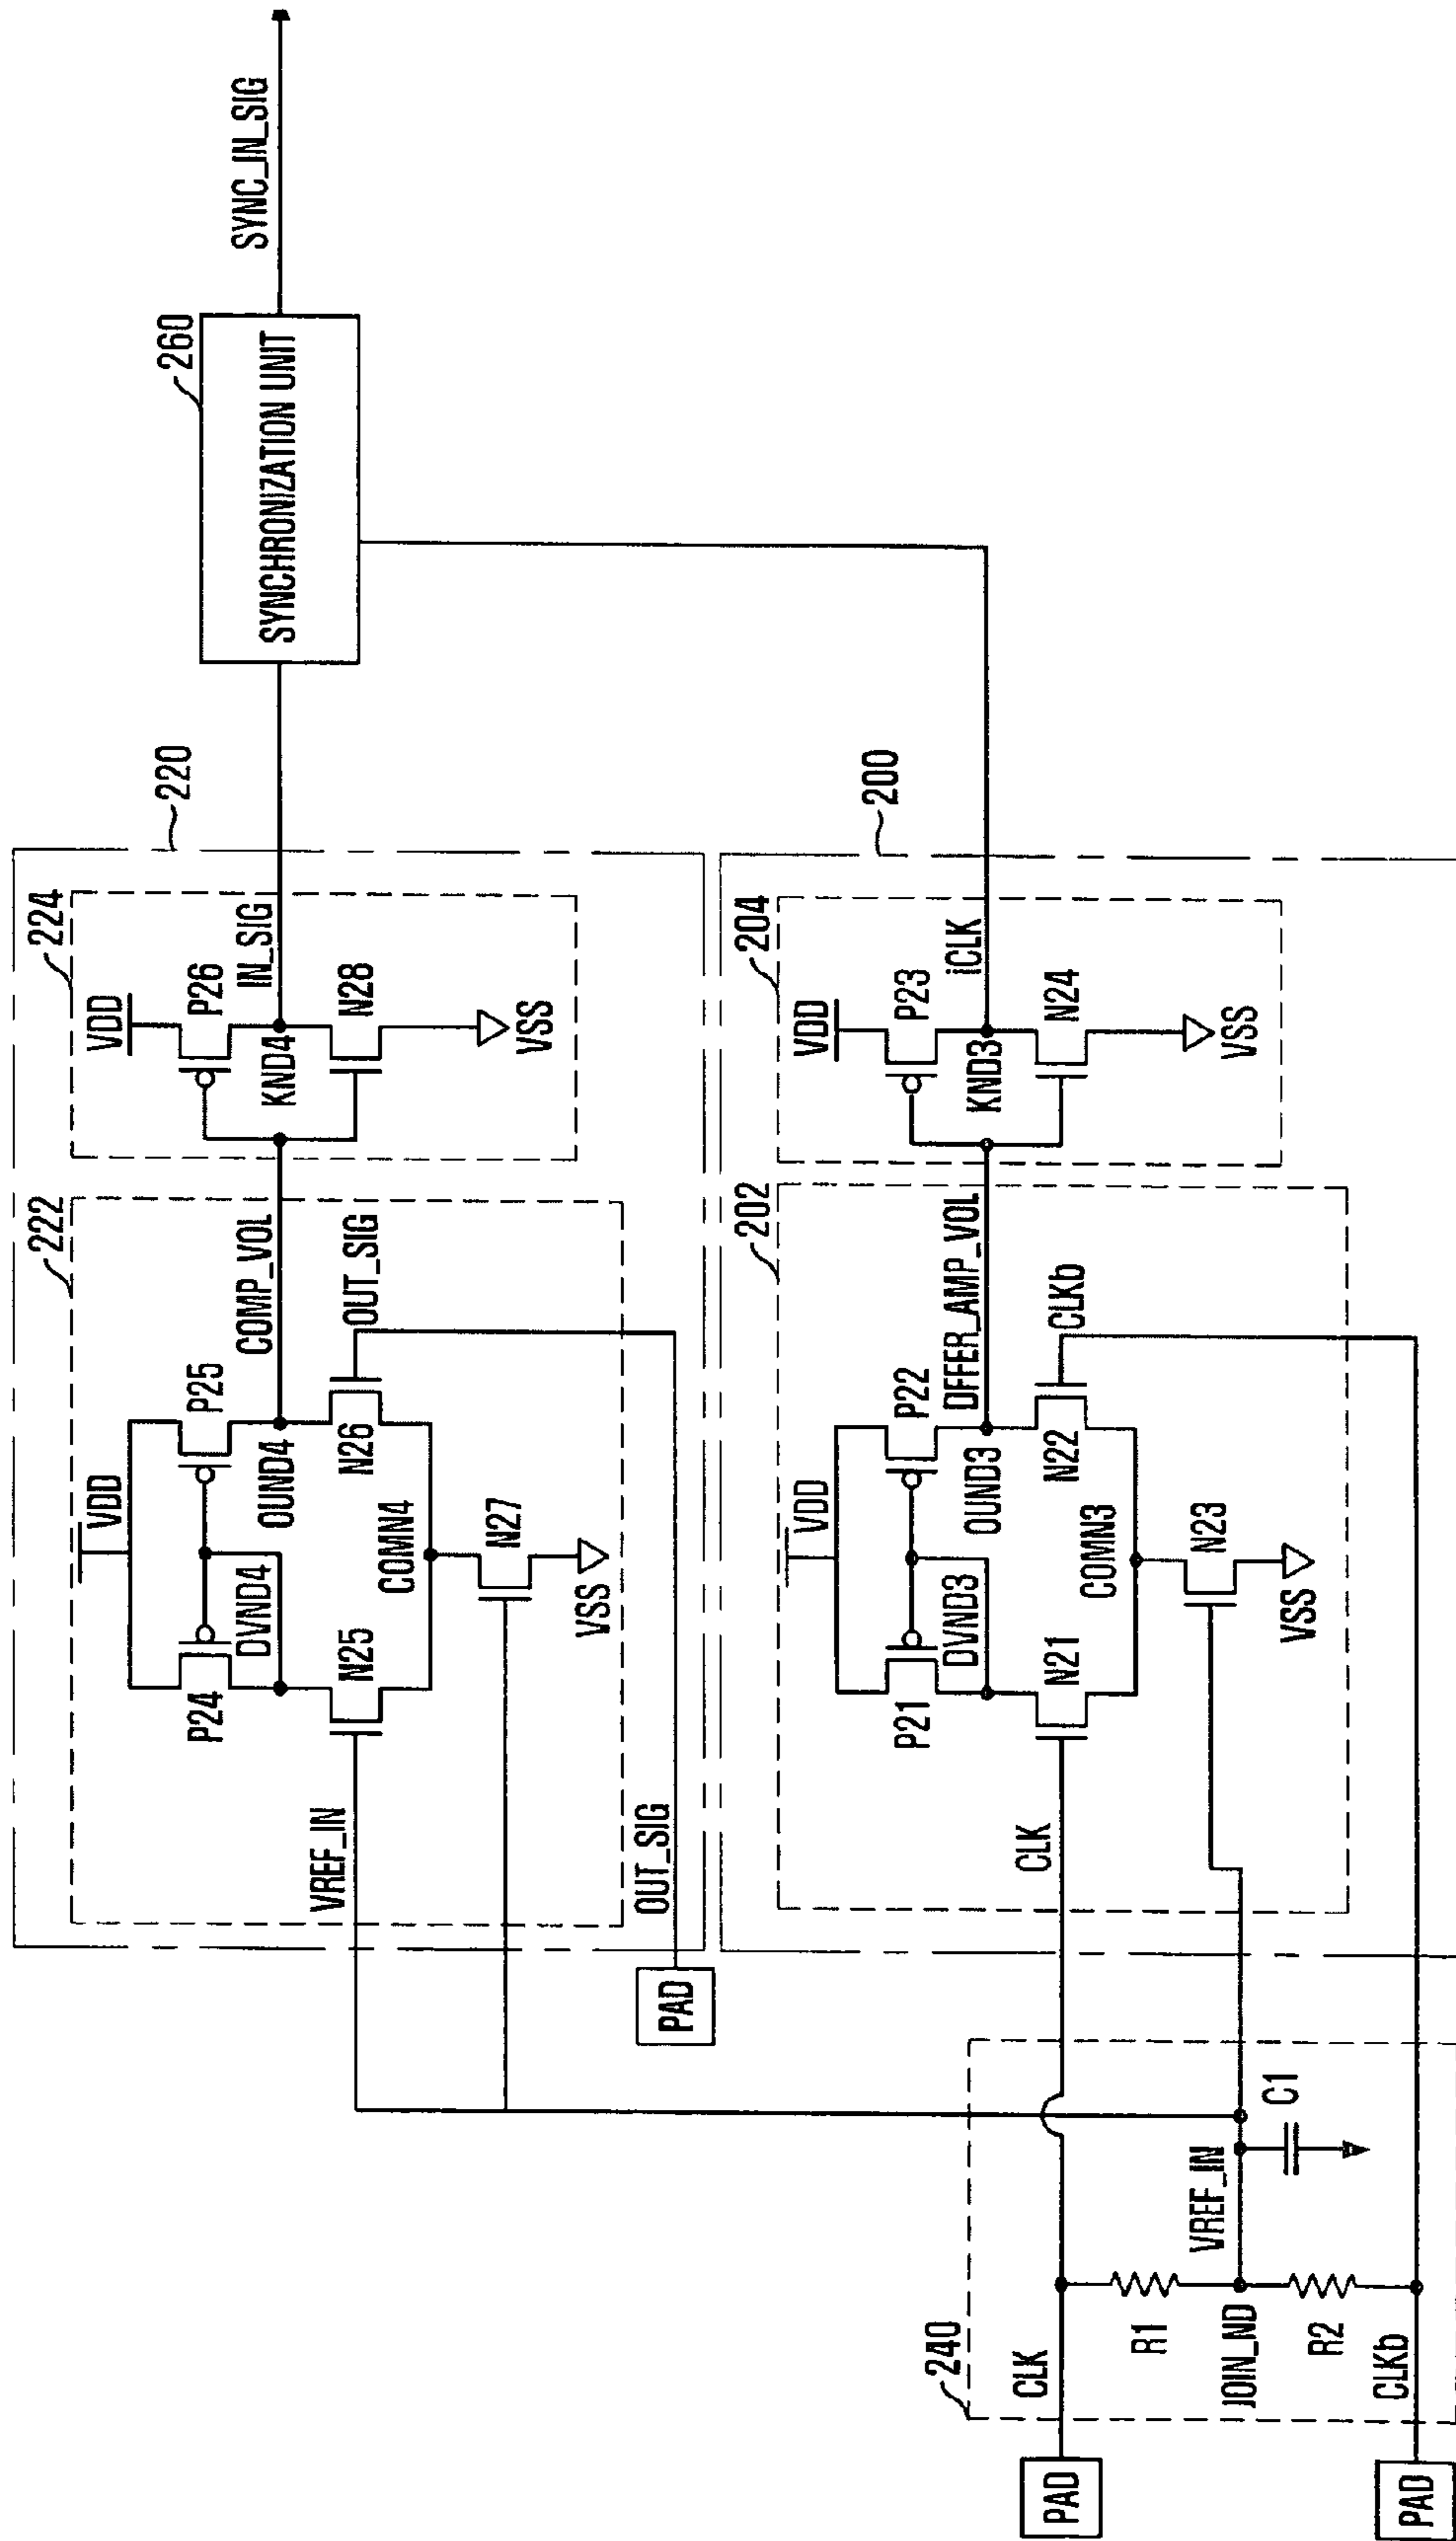 220
222
224
VDD
VDD
P24
P25
P26
COMP_VOL
DVND4
OUND4
KND4
IN_SIG
260
SYNCHRONIZATION UNIT
SYNC_IN_SIG
VREF_IN
N25
N26
OUT_SIG
N28
COMN4
N27
VSS
VSS
OUT_SIG
PAD
200
202
204
VDD
VDD
P21
P22
P23
DFFER_AMP_VOL
DVND3
OUND3
KND3
iCLK
240
PAD
CLK
CLK
N21
N22
CLKb
N24
COMN3
R1
VREF_IN
N23
VSS
VSS
JOIN_ND
C1
R2
PAD
CLKb